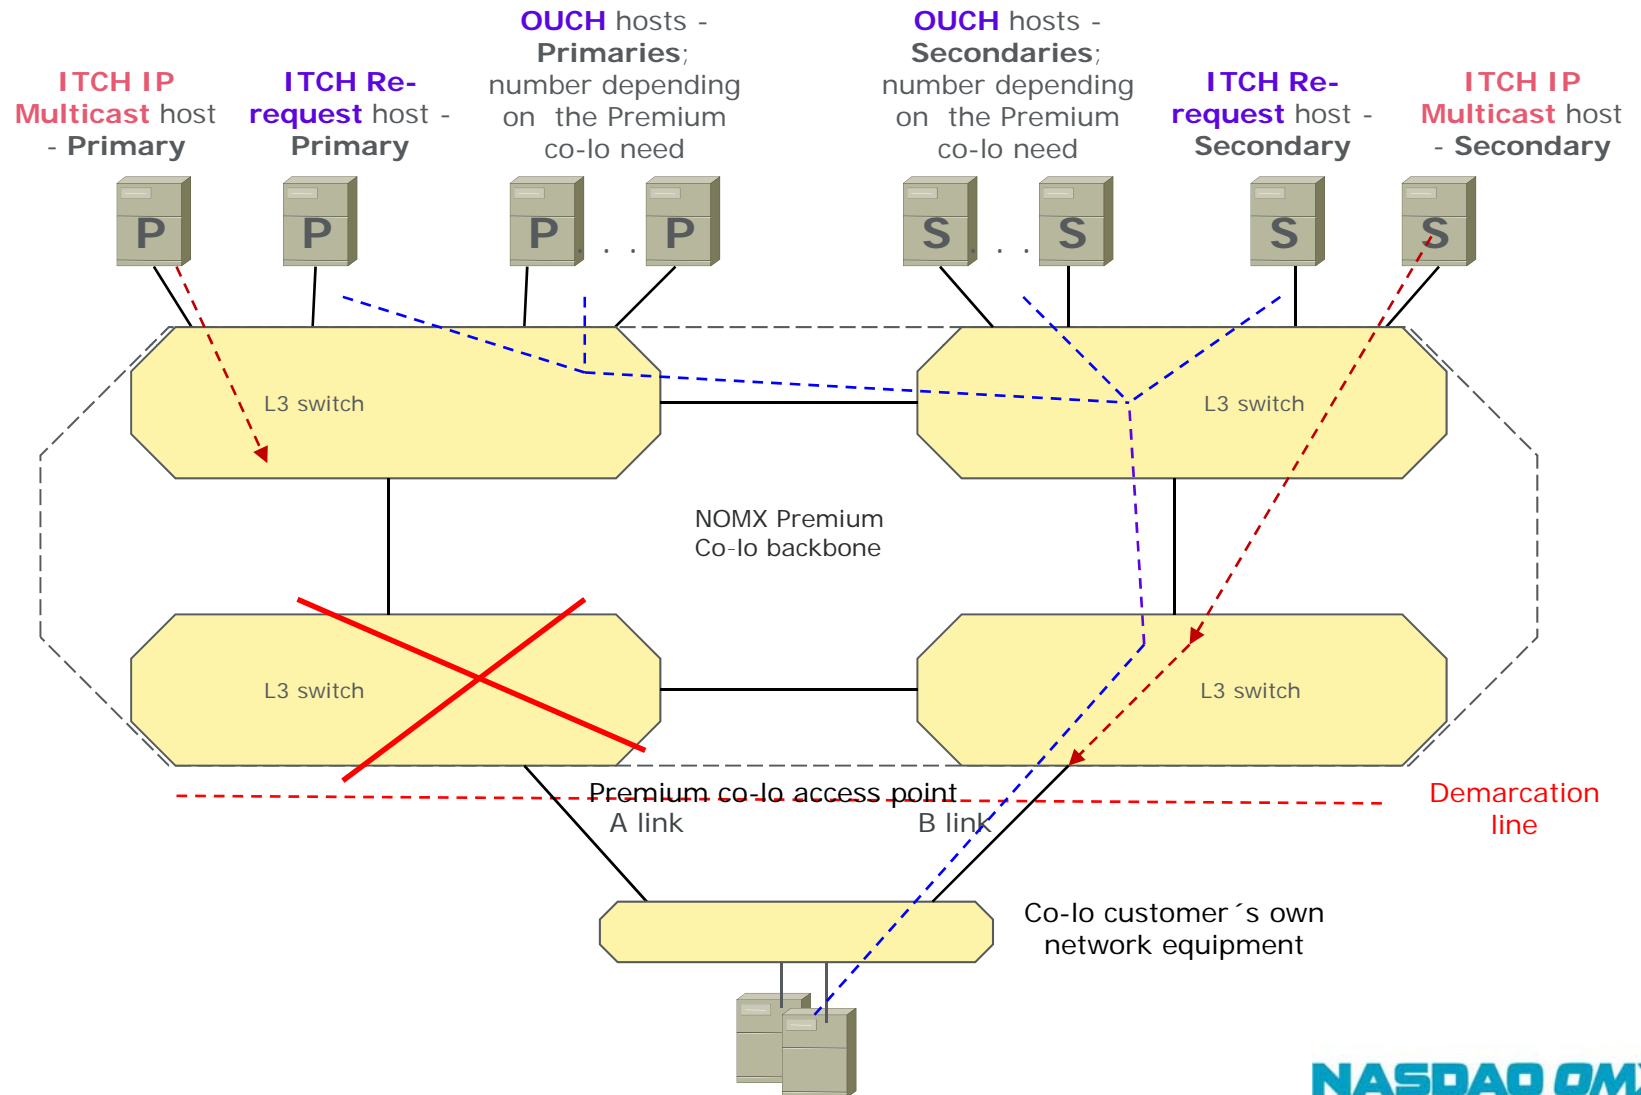 ITCH IP
Multicast host
- Primary
ITCH Re-
request host -
Primary
OUCH hosts -
Primaries;
number depending
on the Premium
co-lo need
OUCH hosts -
Secondaries;
number depending
on the Premium
co-lo need
ITCH Re-
request host -
Secondary
ITCH IP
Multicast host
- Secondary
P
P
P . . . P
S . . . S
S
S
L3 switch
L3 switch
NOMX Premium
Co-lo backbone
L3 switch
L3 switch
Premium co-lo access point
A link
B link
Demarcation
line
Co-lo customer´s own
network equipment
NASDAQ OMX